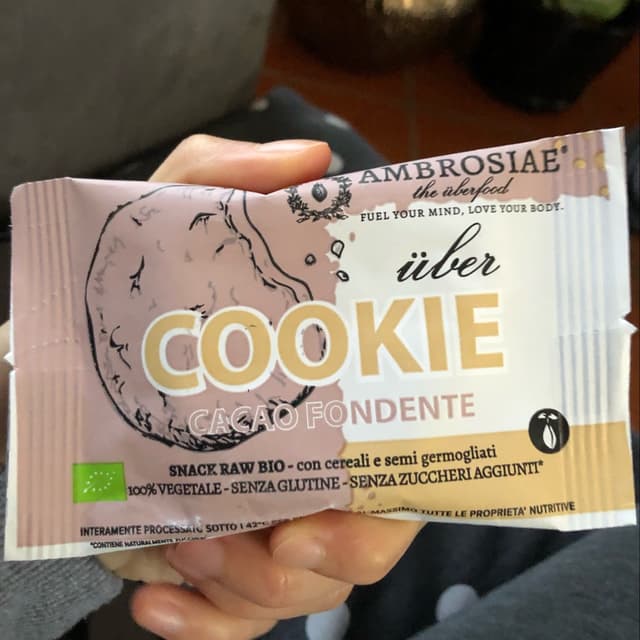 AMBROSIAE®
the überfood
FUEL YOUR MIND, LOVE YOUR BODY.
über
COOKIE
CACAO FONDENTE
SNACK RAW BIO - con cereali e semi germogliati
100% VEGETALE - SENZA GLUTINE - SENZA ZUCCHERI AGGIUNTI*
INTERAMENTE PROCESSATO SOTTO I 42°C MASSIMO TUTTE LE PROPRIETA' NUTRITIVE
*CONTIENE NATURALMENTE